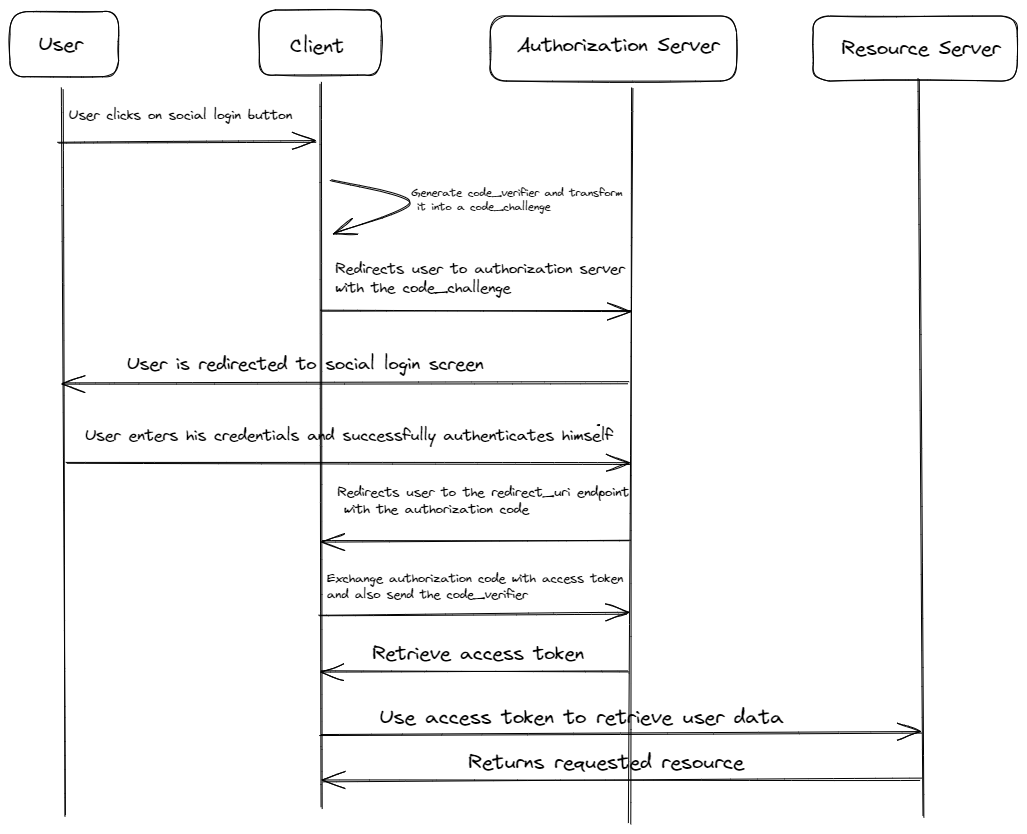 User
Client
Authorization Server
Resource Server
User clicks on social login button
Generate code_verifier and transform
it into a code_challenge
Redirects user to authorization server
with the code_challenge
User is redirected to social login screen
User enters his credentials and successfully authenticates himself
Redirects user to the redirect_uri endpoint
with the authorization code
Exchange authorization code with access token
and also send the code_verifier
Retrieve access token
Use access token to retrieve user data
Returns requested resource